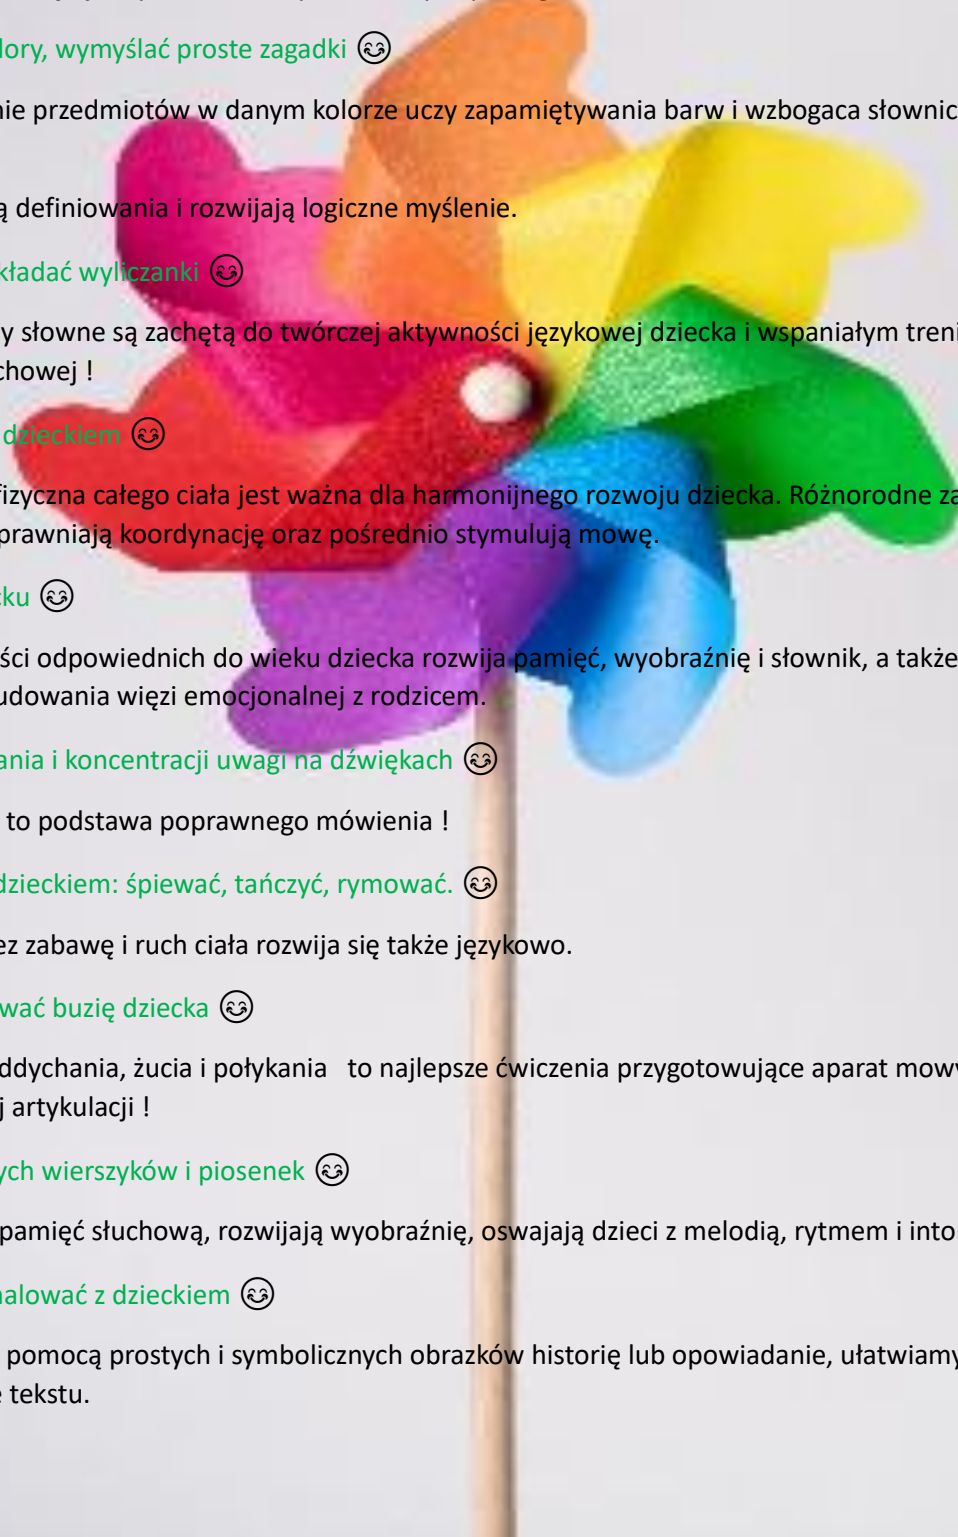 lory, wymyślać proste zagadki 😊
nie przedmiotów w danym kolorze uczy zapamiętywania barw i wzbogaca słownic
ą definiowania i rozwijają logiczne myślenie.
kładać wyliczanki 😊
y słowne są zachętą do twórczej aktywności językowej dziecka i wspaniałym treni
chowej !
dzieckiem 😊
fizyczna całego ciała jest ważna dla harmonijnego rozwoju dziecka. Różnorodne za
prawniają koordynację oraz pośrednio stymulują mowę.
cku 😊
ści odpowiednich do wieku dziecka rozwija pamięć, wyobraźnię i słownik, a także
udowania więzi emocjonalnej z rodzicem.
ania i koncentracji uwagi na dźwiękach 😊
to podstawa poprawnego mówienia !
dzieckiem: śpiewać, tańczyć, rymować. 😊
ez zabawę i ruch ciała rozwija się także językowo.
wać buzię dziecka 😊
ddychania, żucia i połykania to najlepsze ćwiczenia przygotowujące aparat mowy
j artykulacji !
ych wierszyków i piosenek 😊
pamięć słuchową, rozwijają wyobraźnię, oswajają dzieci z melodią, rytmem i into
malować z dzieckiem 😊
pomocą prostych i symbolicznych obrazków historię lub opowiadanie, ułatwiamy
e tekstu.